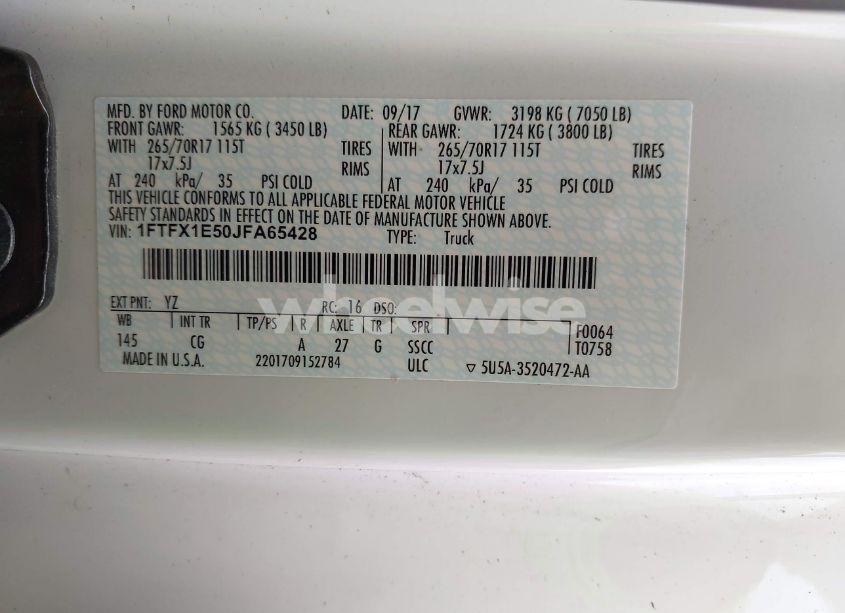 MFD. BY FORD MOTOR CO. DATE: 09/17 GVWR: 3198 KG ( 7050 LB)
FRONT GAWR: 1565 KG ( 3450 LB) REAR GAWR: 1724 KG ( 3800 LB)
WITH 265/70R17 115T TIRES WITH 265/70R17 115T TIRES
17x7.5J RIMS 17x7.5J RIMS
AT 240 kPa/ 35 PSI COLD AT 240 kPa/ 35 PSI COLD
THIS VEHICLE CONFORMS TO ALL APPLICABLE FEDERAL MOTOR VEHICLE
SAFETY STANDARDS IN EFFECT ON THE DATE OF MANUFACTURE SHOWN ABOVE.
VIN: 1FTFX1E50JFA65428 TYPE: Truck
wheelwise
EXT PNT: YZ RC: 16 DSO:
WB INT TR TP/PS R AXLE TR SPR F0064
145 CG A 27 G SSCC T0758
MADE IN U.S.A. 2201709152784 ULC ▽ 5U5A-3520472-AA